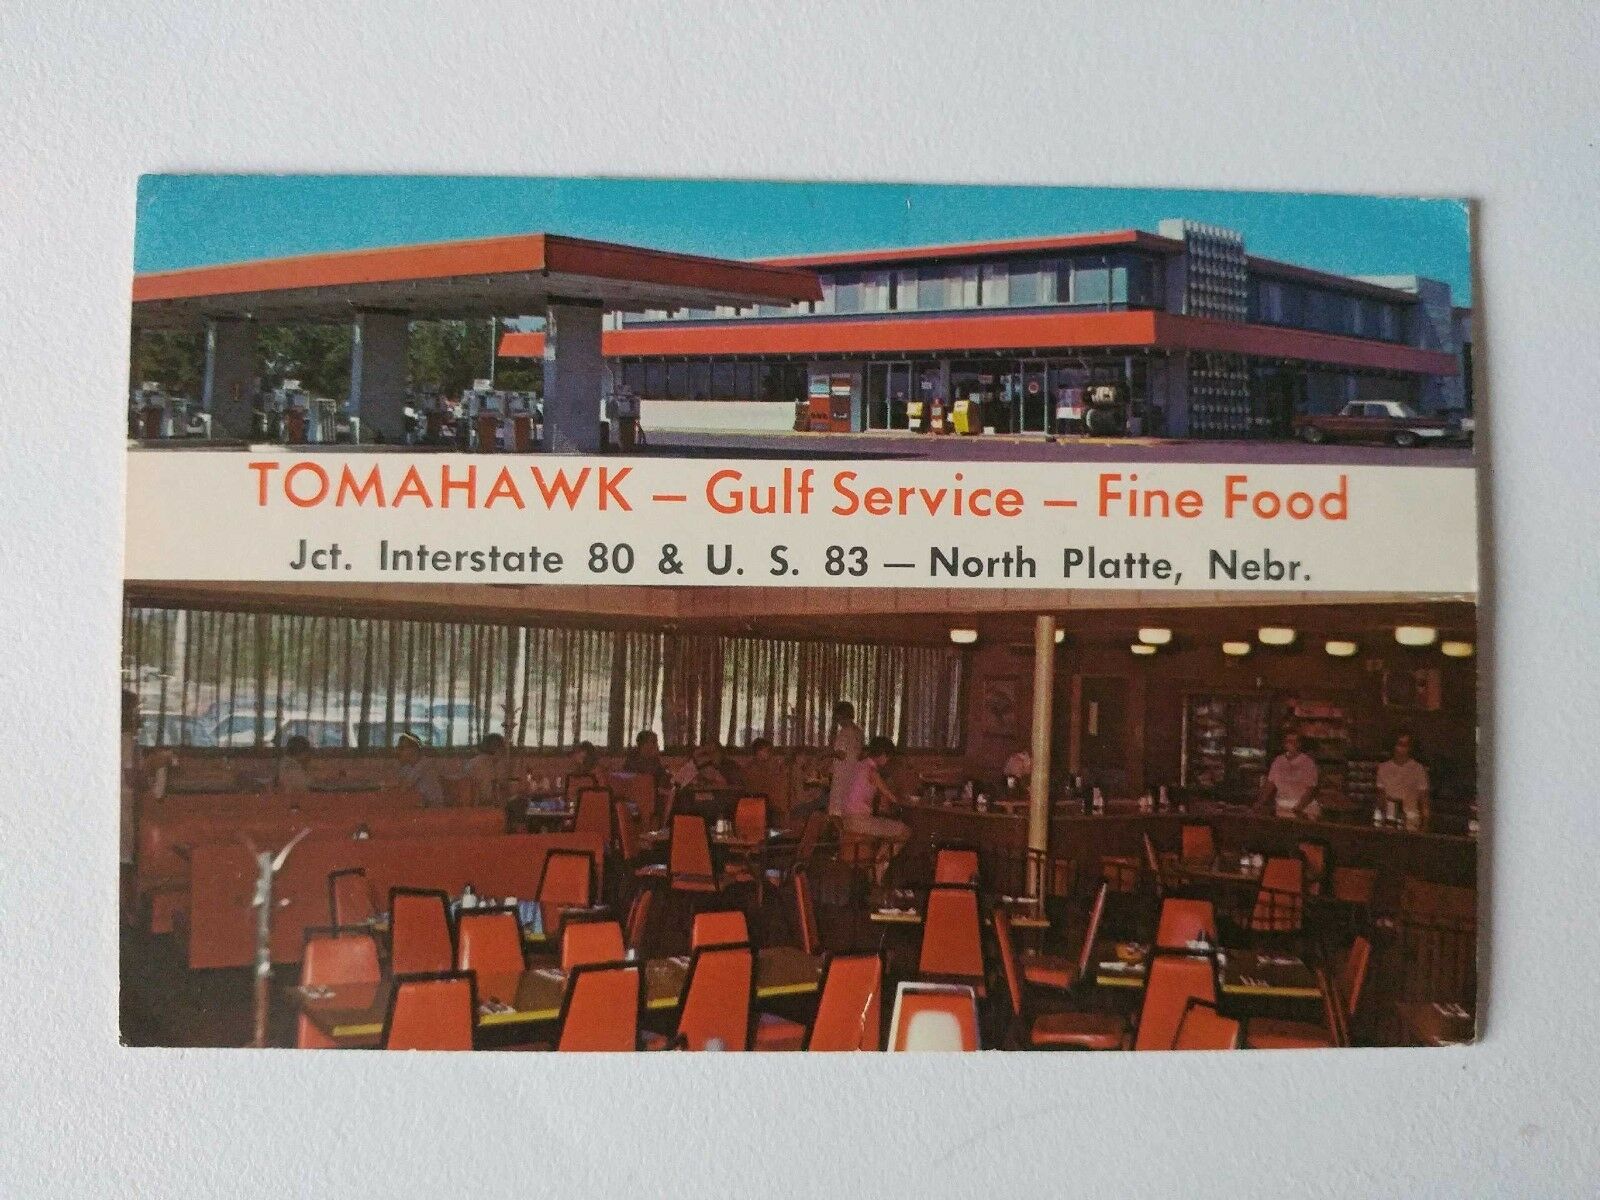 TOMAHAWK – Gulf Service – Fine Food
Jct. Interstate 80 & U. S. 83 – North Platte, Nebr.